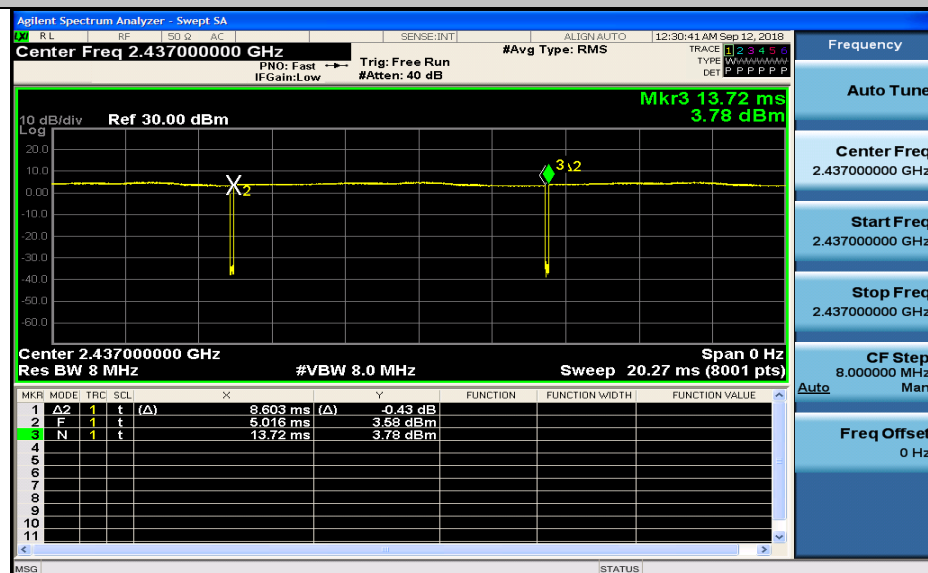 Agilent Spectrum Analyzer - Swept SA
LXI RL RF 50 Ω AC SENSE:INT ALIGN AUTO 12:30:41 AM Sep 12, 2018
Center Freq 2.437000000 GHz
#Avg Type: RMS
TRACE 1 2 3 4 5 6
TYPE WWWWWW
DET P P P P P P
PNO: Fast
IFGain:Low
Trig: Free Run
#Atten: 40 dB
Mkr3 13.72 ms
3.78 dBm
10 dB/div Ref 30.00 dBm
Log
20.0
10.0
0.00
-10.0
-20.0
-30.0
-40.0
-50.0
-60.0
X2
3 Δ2
Center 2.437000000 GHz Span 0 Hz
Res BW 8 MHz #VBW 8.0 MHz Sweep 20.27 ms (8001 pts)
MKR MODE TRC SCL X Y FUNCTION FUNCTION WIDTH FUNCTION VALUE
1 Δ2 1 t (Δ) 8.603 ms (Δ) -0.43 dB
2 F 1 t 5.016 ms 3.58 dBm
3 N 1 t 13.72 ms 3.78 dBm
4
5
6
7
8
9
10
11
MSG STATUS
Frequency
Auto Tune
Center Freq
2.437000000 GHz
Start Freq
2.437000000 GHz
Stop Freq
2.437000000 GHz
CF Step
8.000000 MHz
Auto Man
Freq Offset
0 Hz